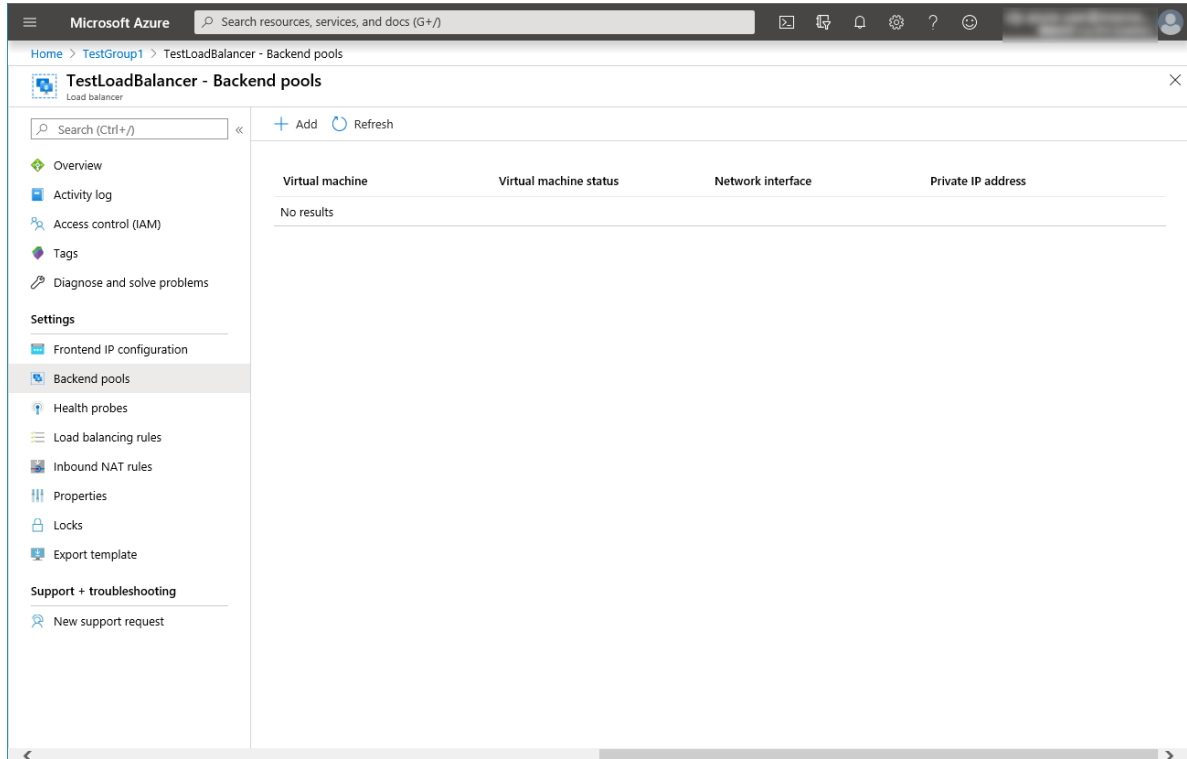 Microsoft Azure
Search resources, services, and docs (G+/)
Home > TestGroup1 > TestLoadBalancer - Backend pools
TestLoadBalancer - Backend pools
Load balancer
Search (Ctrl+/)
Add
Refresh
Overview
Activity log
Access control (IAM)
Tags
Diagnose and solve problems
Settings
Frontend IP configuration
Backend pools
Health probes
Load balancing rules
Inbound NAT rules
Properties
Locks
Export template
Support + troubleshooting
New support request
Virtual machine Virtual machine status Network interface Private IP address
No results